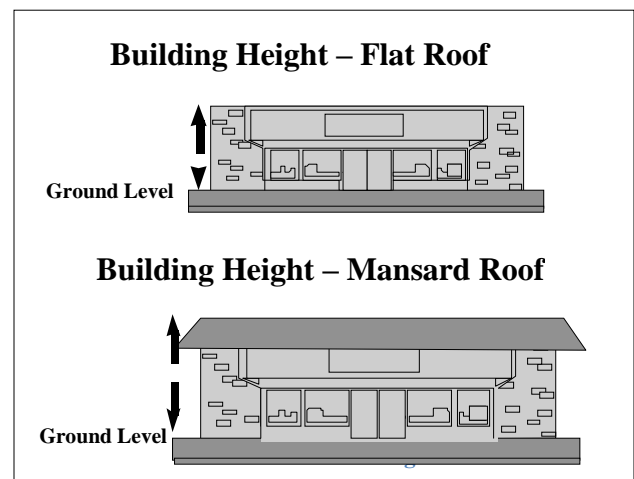 Building Height – Flat Roof
Ground Level
Building Height – Mansard Roof
Ground Level